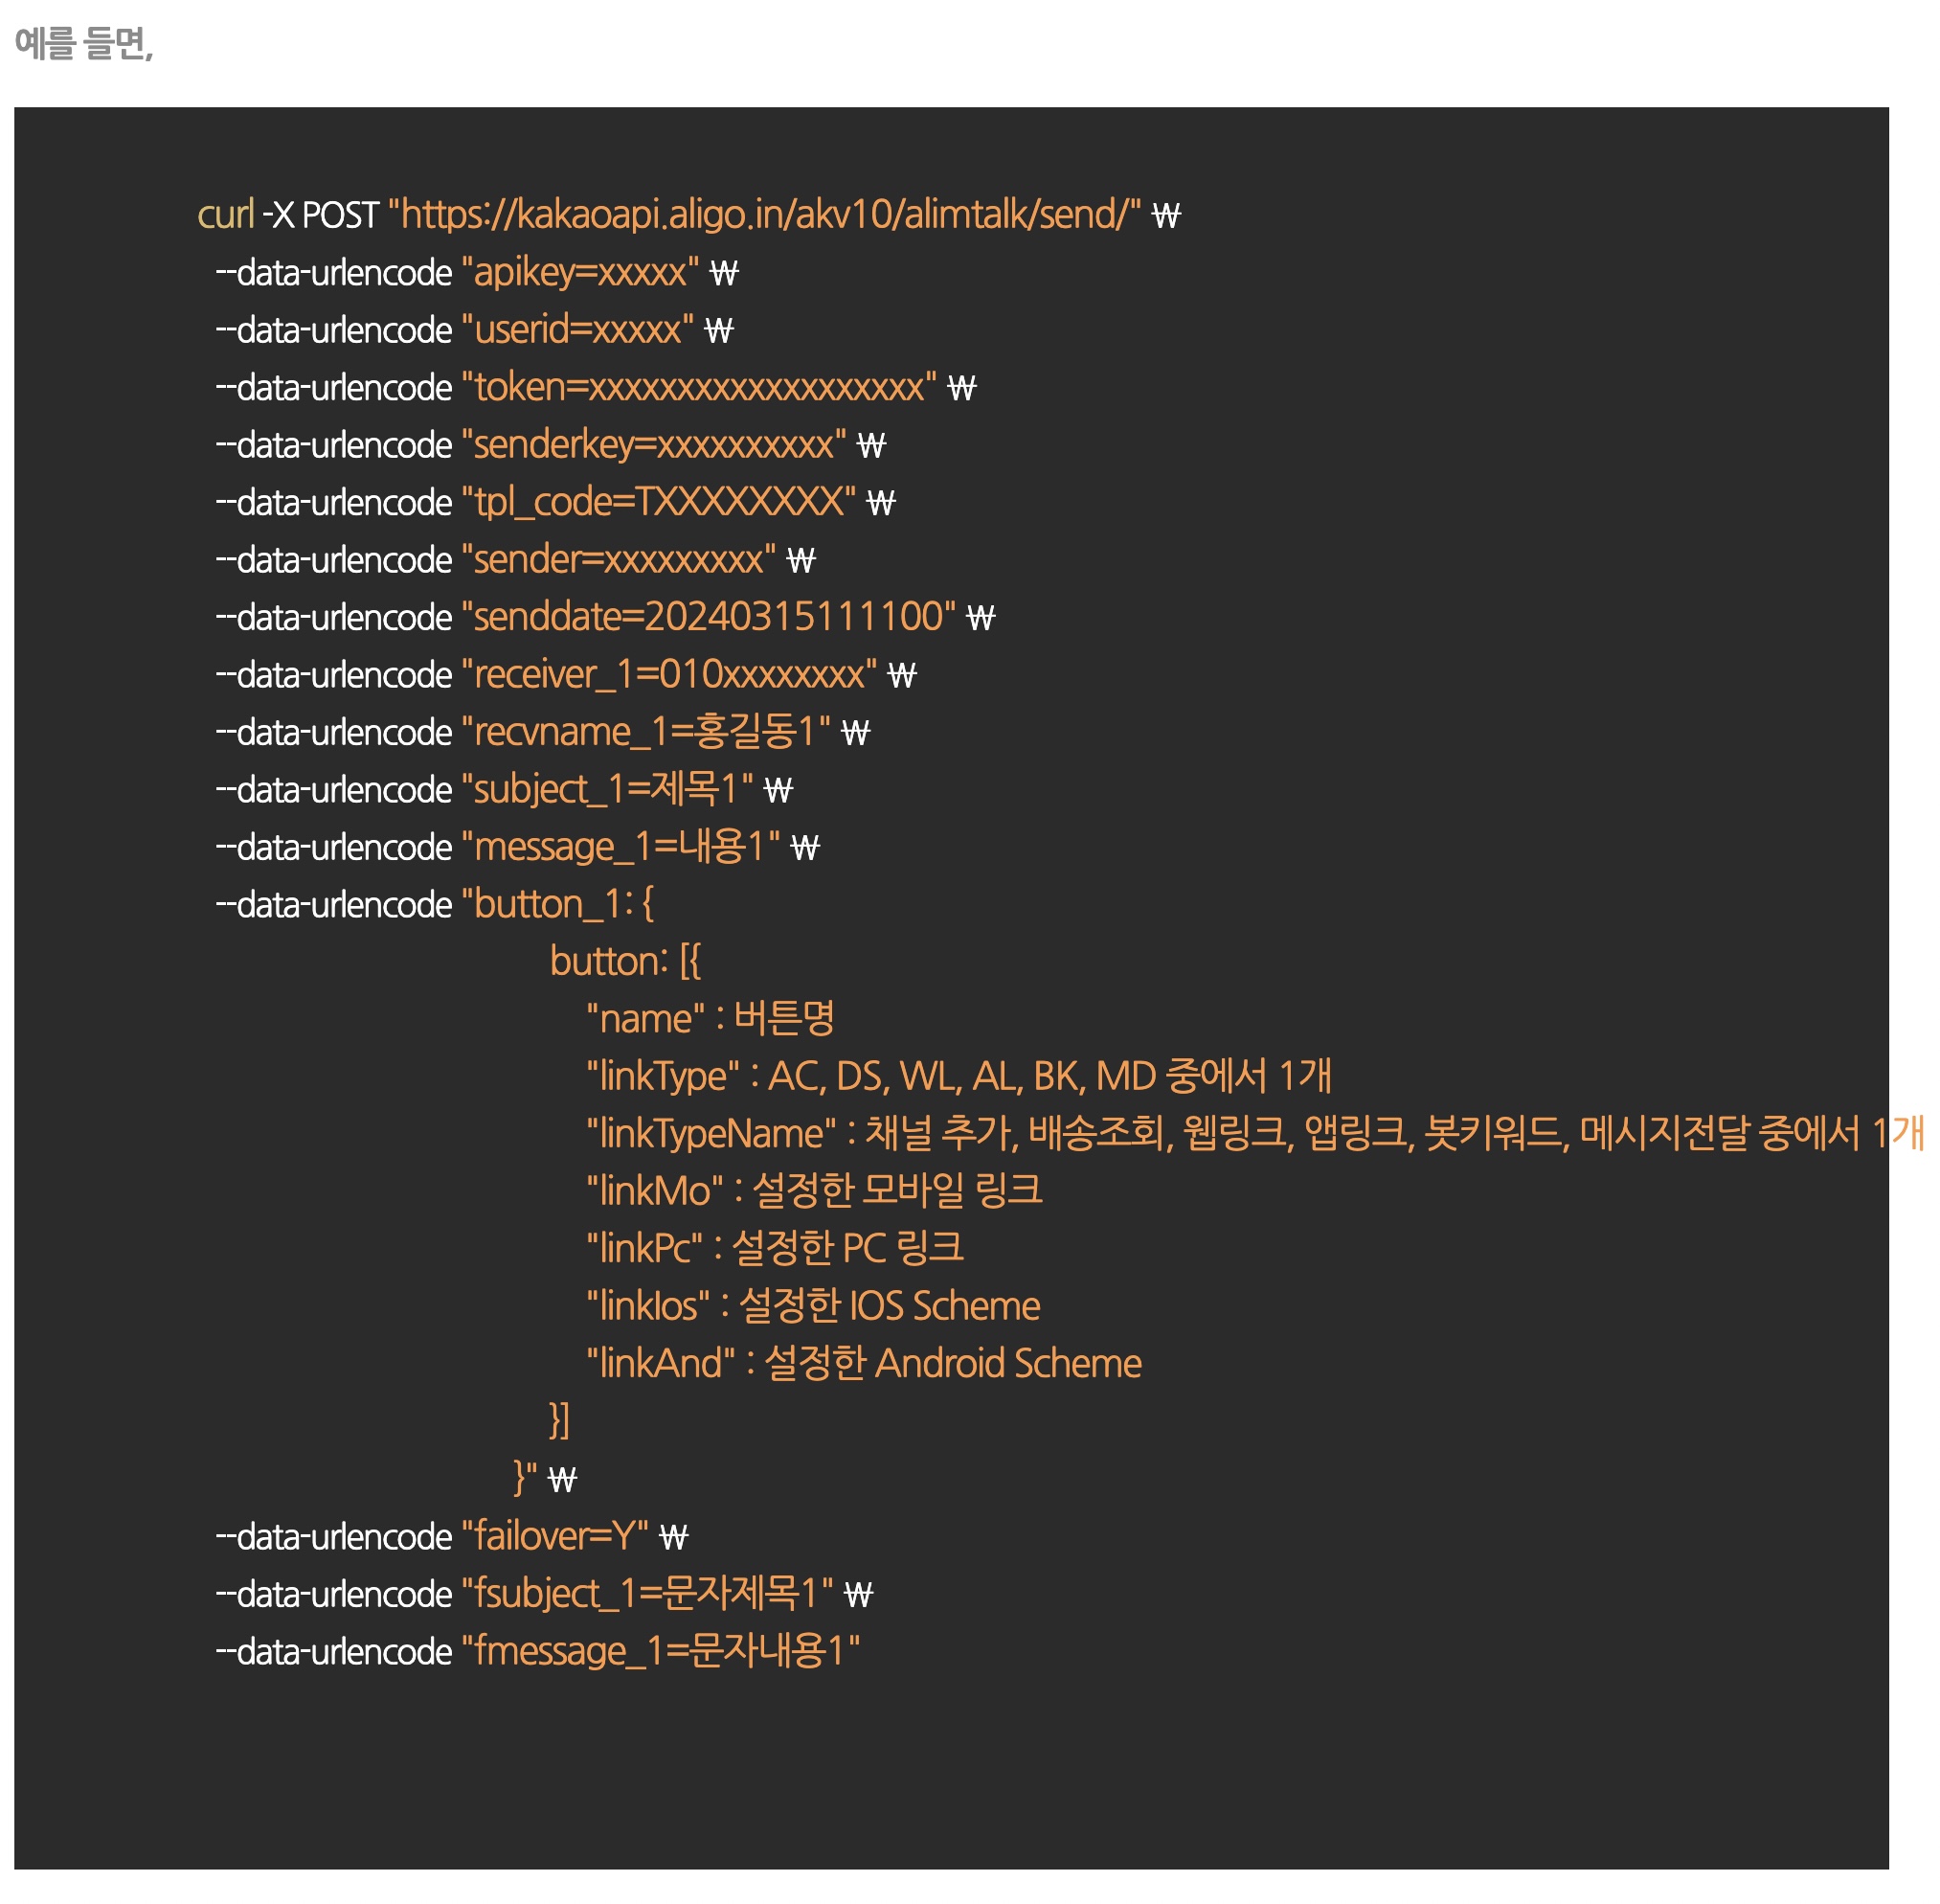 예를 들면,
curl -X POST "https://kakaoapi.aligo.in/akv10/alimtalk/send/" ₩
--data-urlencode "apikey=xxxxx" ₩
--data-urlencode "userid=xxxxx" ₩
--data-urlencode "token=xxxxxxxxxxxxxxxxxxx" ₩
--data-urlencode "senderkey=xxxxxxxxxx" ₩
--data-urlencode "tpl_code=TXXXXXXXX" ₩
--data-urlencode "sender=xxxxxxxxx" ₩
--data-urlencode "senddate=20240315111100" ₩
--data-urlencode "receiver_1=010xxxxxxxx" ₩
--data-urlencode "recvname_1=홍길동1" ₩
--data-urlencode "subject_1=제목1" ₩
--data-urlencode "message_1=내용1" ₩
--data-urlencode "button_1: {
button: [{
"name" : 버튼명
"linkType" : AC, DS, WL, AL, BK, MD 중에서 1개
"linkTypeName" : 채널 추가, 배송조회, 웹링크, 앱링크, 봇키워드, 메시지전달 중에서 1개
"linkMo" : 설정한 모바일 링크
"linkPc" : 설정한 PC 링크
"linkIos" : 설정한 IOS Scheme
"linkAnd" : 설정한 Android Scheme
}]
}" ₩
--data-urlencode "failover=Y" ₩
--data-urlencode "fsubject_1=문자제목1" ₩
--data-urlencode "fmessage_1=문자내용1"